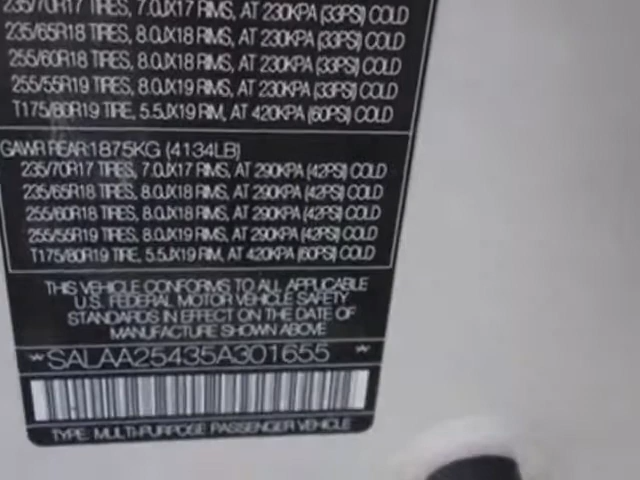 235/70R17 TIRES, 7.0JX17 RIMS, AT 230KPA (33PSI) COLD
235/65R18 TIRES, 8.0JX18 RIMS, AT 230KPA (33PSI) COLD
255/60R18 TIRES, 8.0JX18 RIMS, AT 230KPA (33PSI) COLD
255/55R19 TIRES, 8.0JX19 RIMS, AT 230KPA (33PSI) COLD
T175/80R19 TIRE, 5.5JX19 RIM, AT 420KPA (60PSI) COLD
GAWR REAR:1875KG (4134LB)
235/70R17 TIRES, 7.0JX17 RIMS, AT 290KPA (42PSI) COLD
235/65R18 TIRES, 8.0JX18 RIMS, AT 290KPA (42PSI) COLD
255/60R18 TIRES, 8.0JX18 RIMS, AT 290KPA (42PSI) COLD
255/55R19 TIRES, 8.0JX19 RIMS, AT 290KPA (42PSI) COLD
T175/80R19 TIRE, 5.5JX19 RIM, AT 420KPA (60PSI) COLD
THIS VEHICLE CONFORMS TO ALL APPLICABLE
U.S. FEDERAL MOTOR VEHICLE SAFETY
STANDARDS IN EFFECT ON THE DATE OF
MANUFACTURE SHOWN ABOVE
*SALAA25435A301655*
TYPE: MULTI-PURPOSE PASSENGER VEHICLE